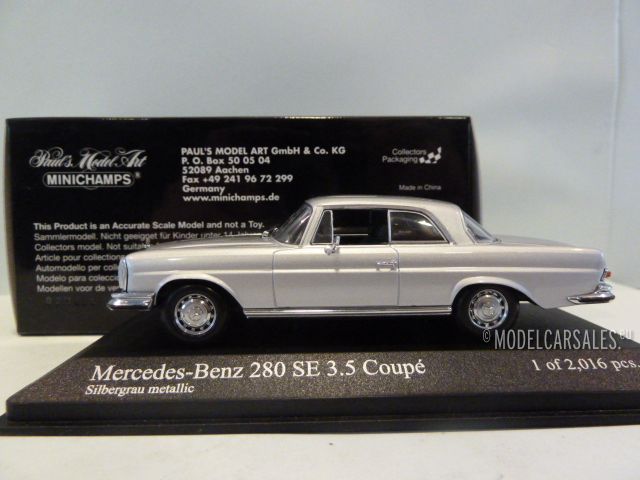 Paul's Model Art
MINICHAMPS
PAUL'S MODEL ART GmbH & Co. KG
P. O. Box 50 05 04
52089 Aachen
Fax +49 241 96 72 299
Germany
www.minichamps.de
Collectors
Packaging
Made in China
This Product is an Accurate Scale Model and not a Toy.
Sammlermodell. Nicht geeignet für Kinder unter 14 Jahren
Collectors model. Not suitable
Article pour collection
Automodello per coll
Modelo para coleccio
Modellen voor de ve
©MODELCARSALES.EU
Mercedes-Benz 280 SE 3.5 Coupé
Silbergrau metallic
1 of 2,016 pcs.